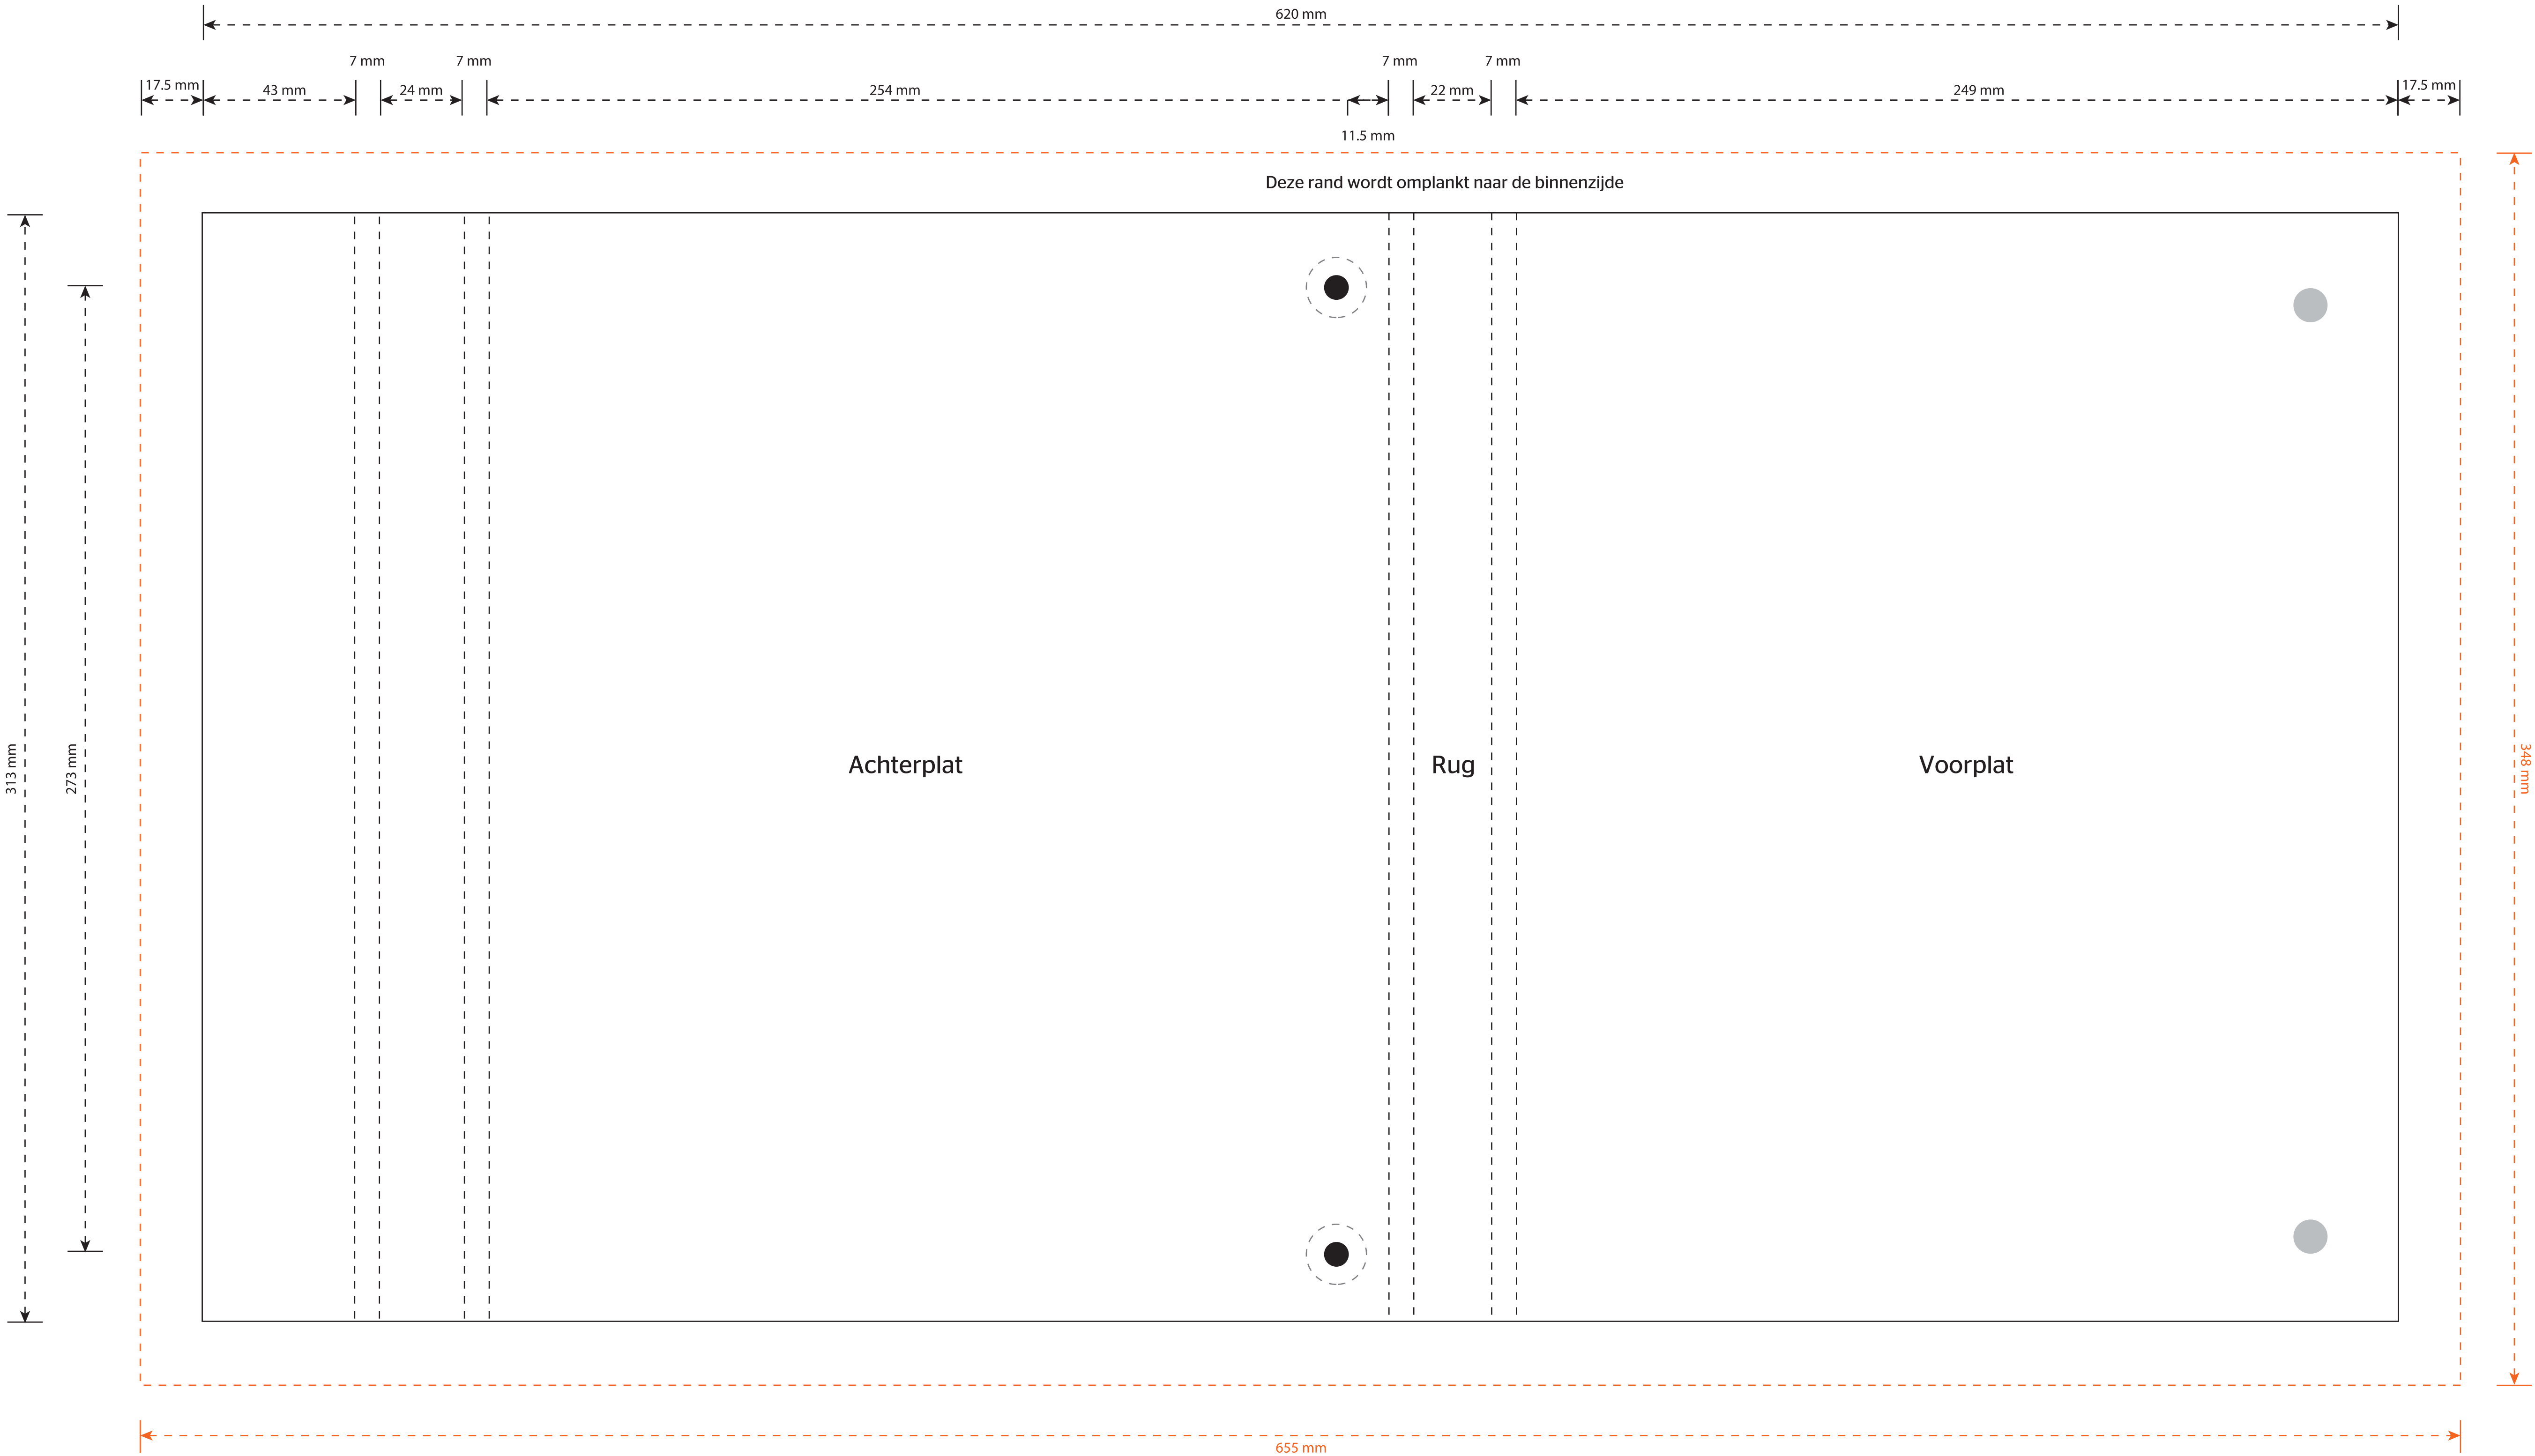 620 mm
7 mm
7 mm
7 mm
7 mm
17.5 mm
43 mm
24 mm
254 mm
22 mm
249 mm
17.5 mm
11.5 mm
Deze rand wordt omplankt naar de binnenzijde
313 mm
273 mm
Achterplat
Rug
Voorplat
348 mm
655 mm